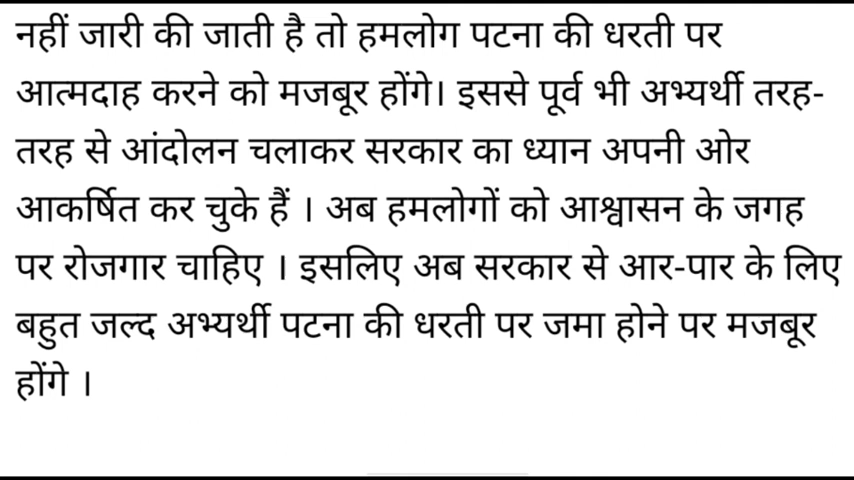 नहीं जारी की जाती है तो हमलोग पटना की धरती पर
आत्मदाह करने को मजबूर होंगे। इससे पूर्व भी अभ्यर्थी तरह-
तरह से आंदोलन चलाकर सरकार का ध्यान अपनी ओर
आकर्षित कर चुके हैं । अब हमलोगों को आश्वासन के जगह
पर रोजगार चाहिए । इसलिए अब सरकार से आर-पार के लिए
बहुत जल्द अभ्यर्थी पटना की धरती पर जमा होने पर मजबूर
होंगे ।